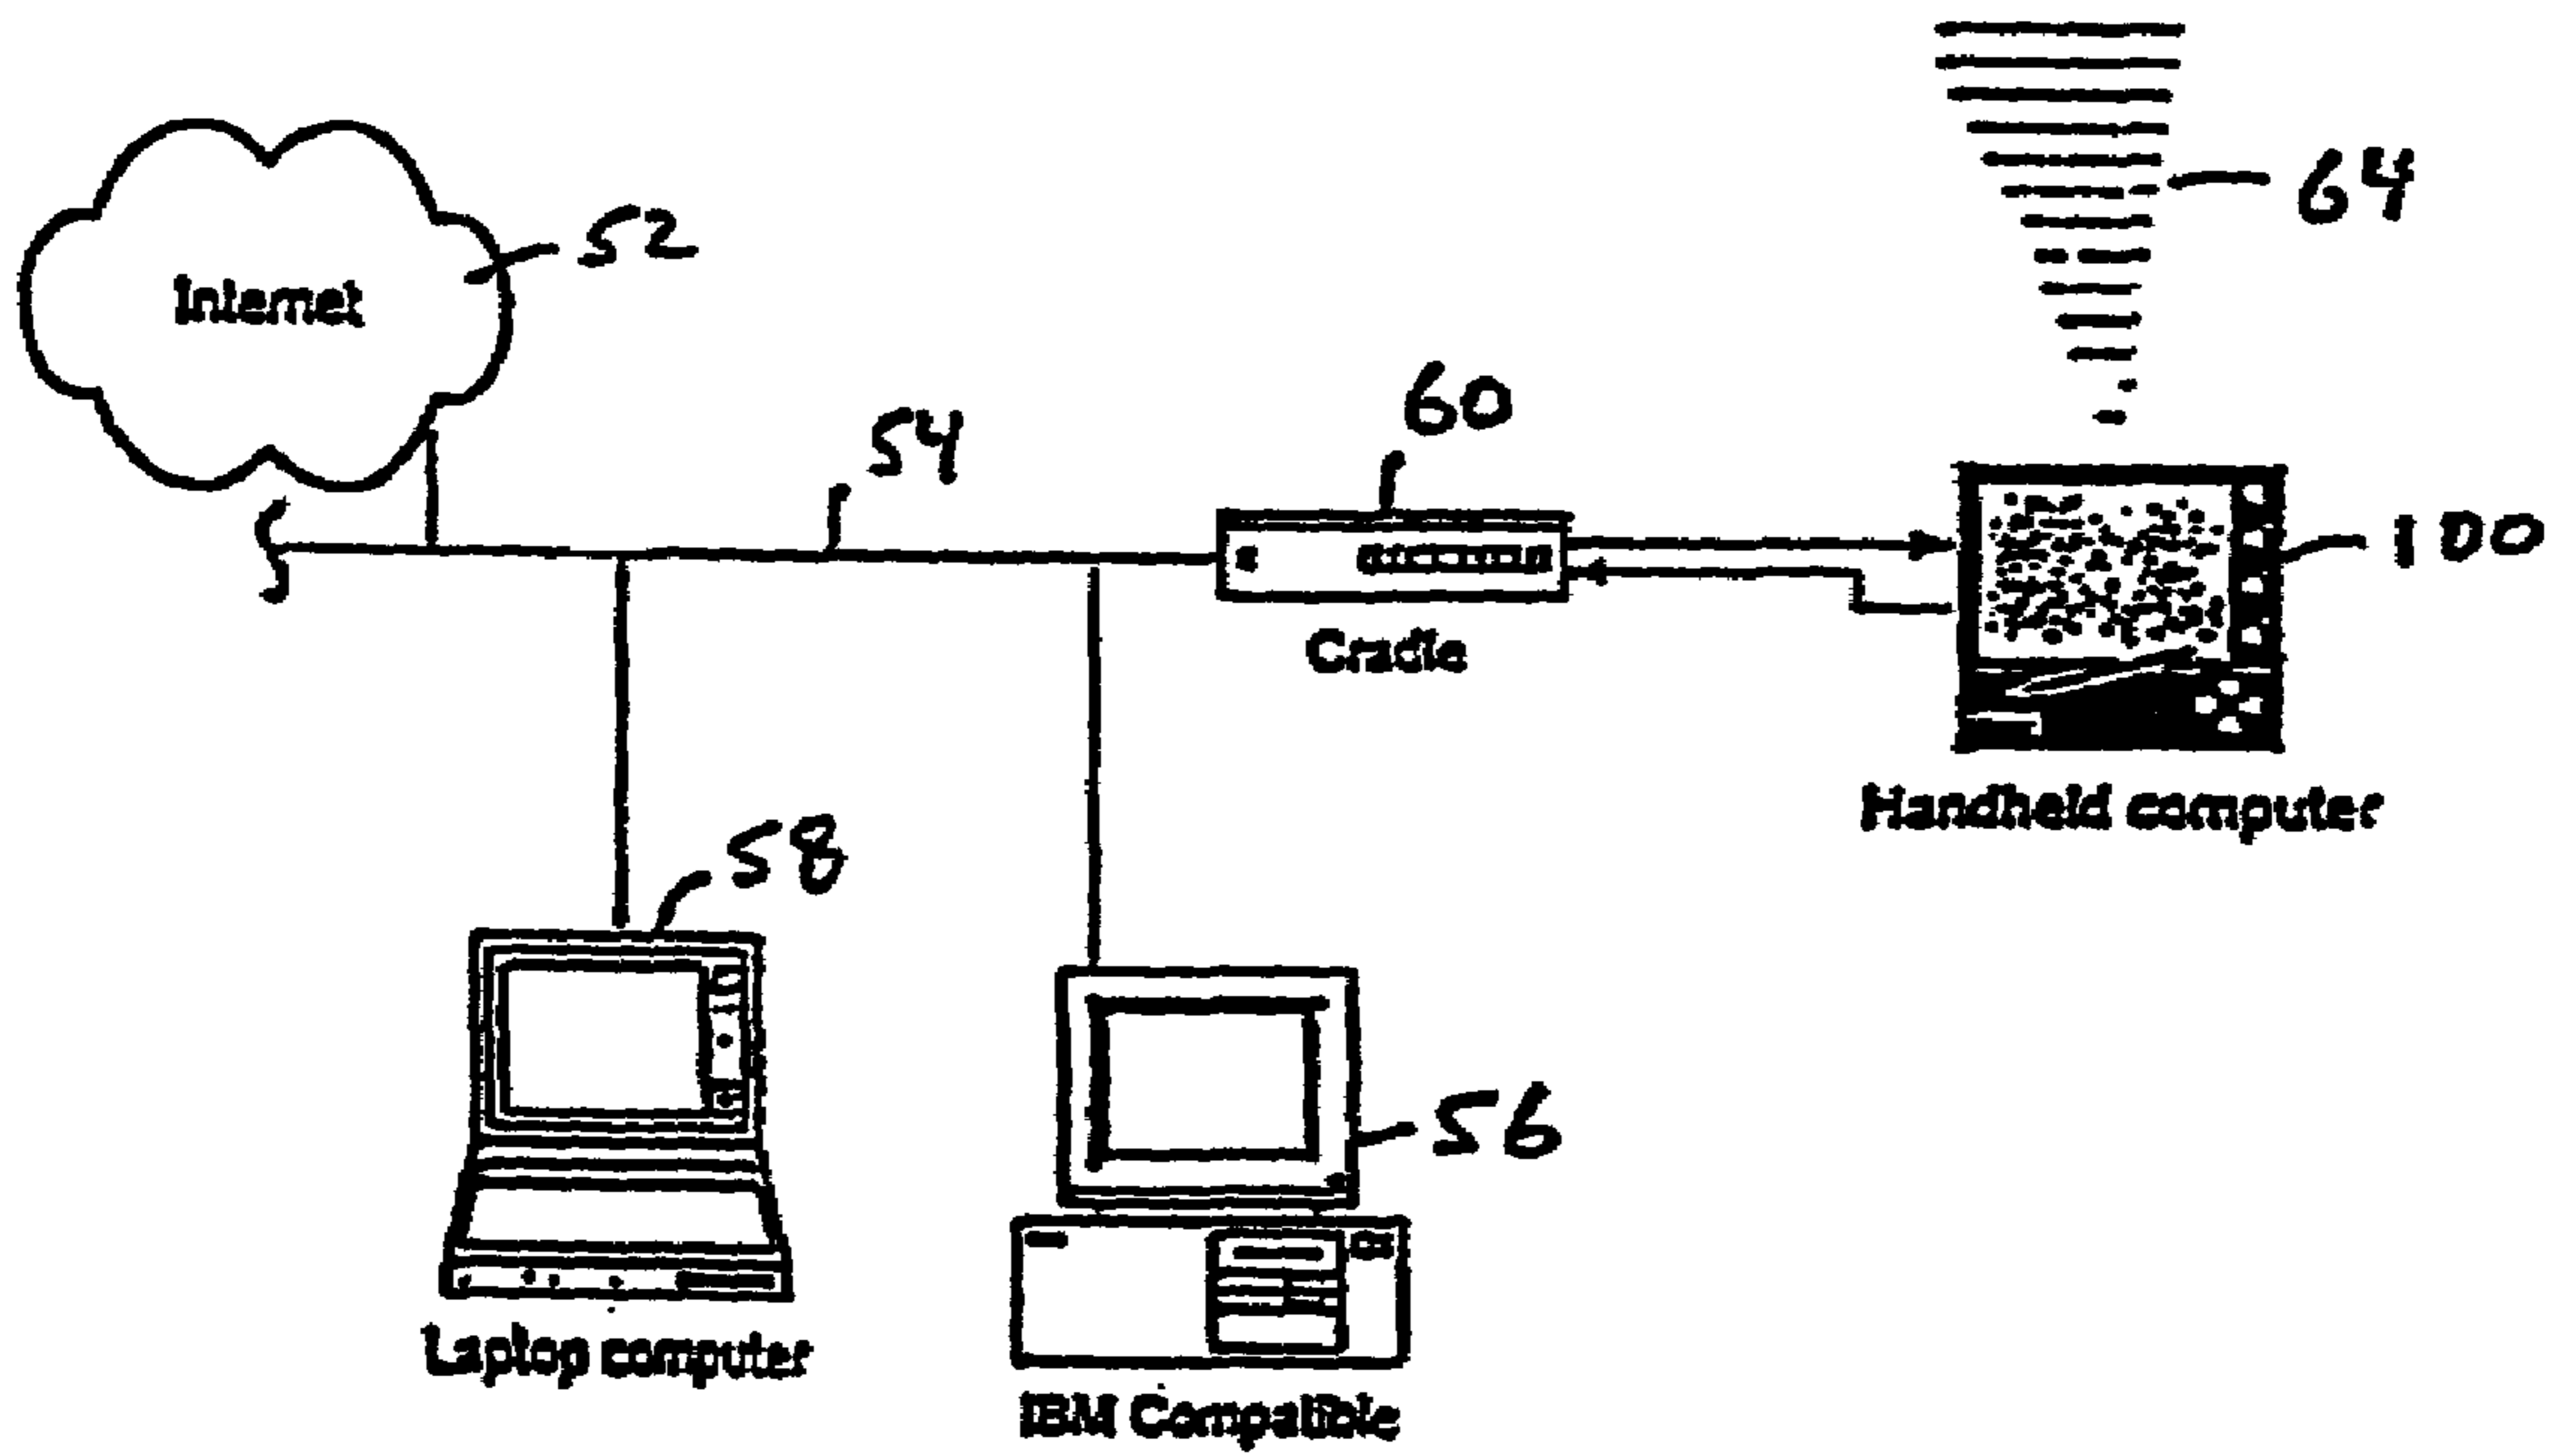 64
52
Internet
60
54
100
Cradle
Handheld computer
58
56
Laptop computer
IBM Compatible